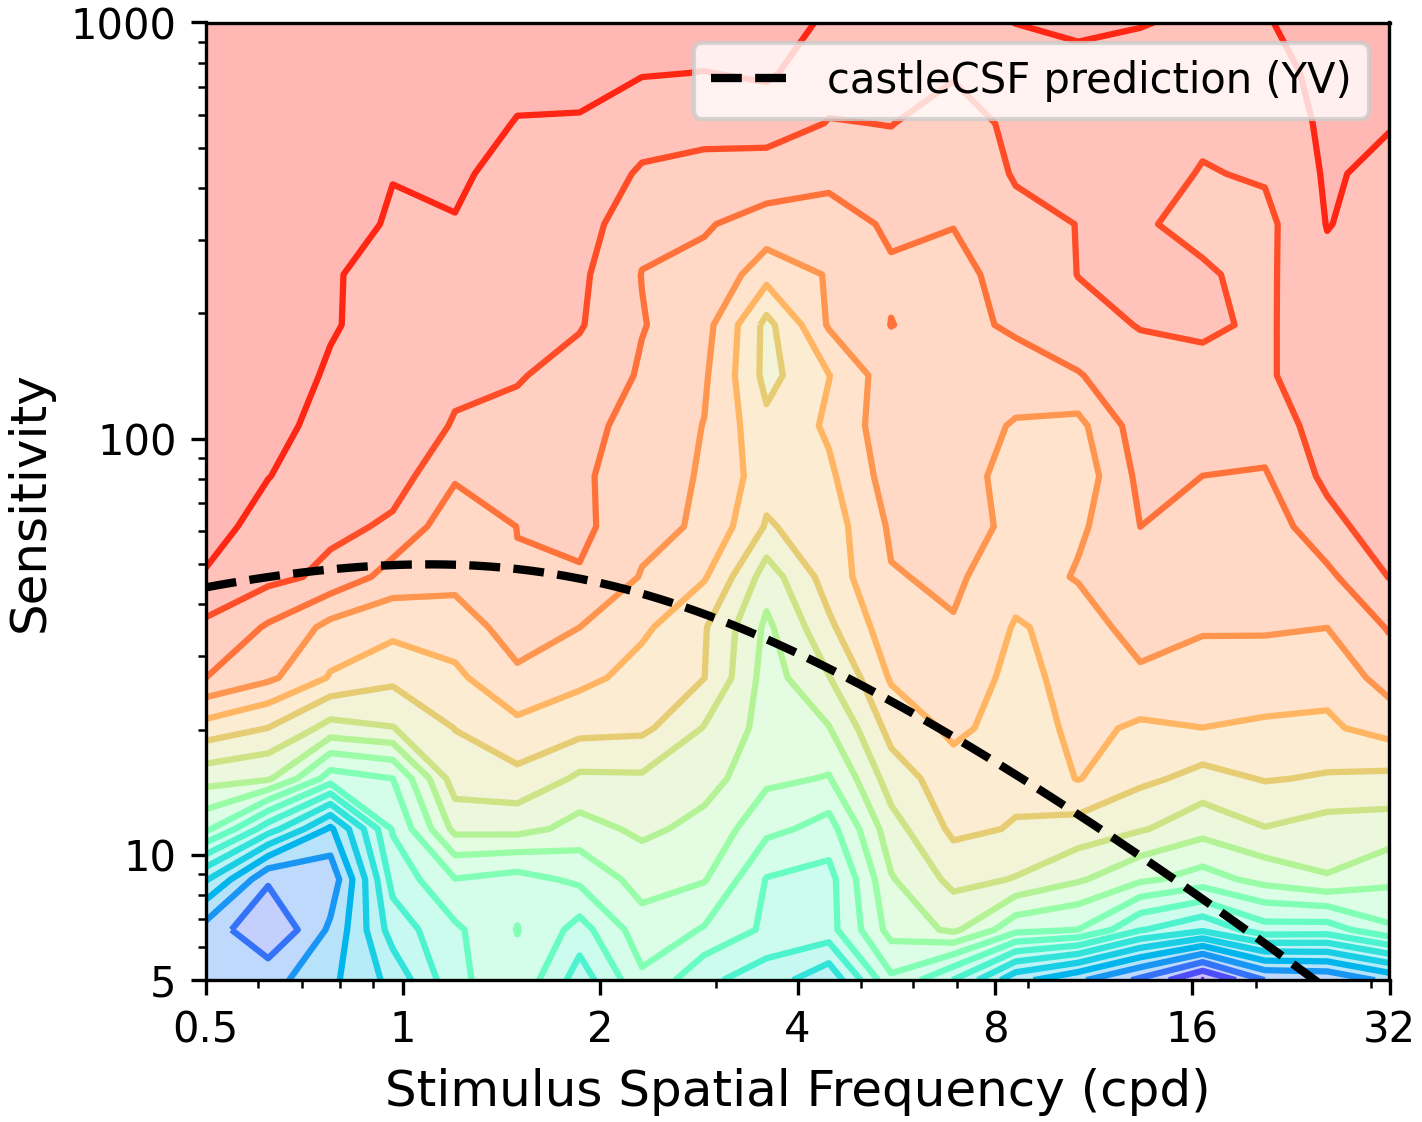 1000
castleCSF prediction (YV)
Sensitivity
100
10
5
0.5 1 2 4 8 16 32
Stimulus Spatial Frequency (cpd)